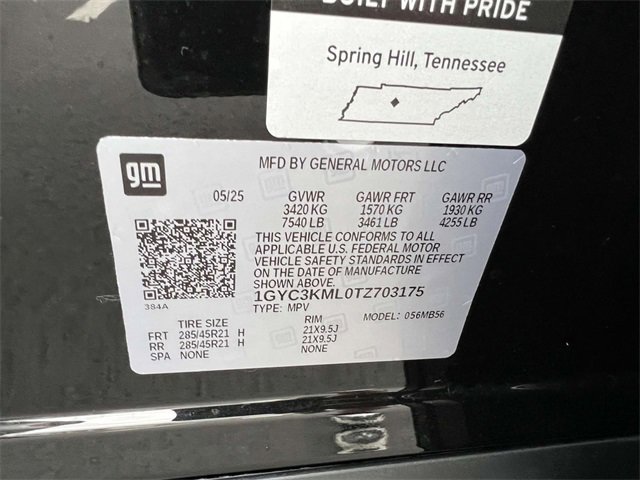 BUILT WITH PRIDE
Spring Hill, Tennessee
gm
MFD BY GENERAL MOTORS LLC
05/25 GVWR GAWR FRT GAWR RR
3420 KG 1570 KG 1930 KG
7540 LB 3461 LB 4255 LB
THIS VEHICLE CONFORMS TO ALL
APPLICABLE U.S. FEDERAL MOTOR
VEHICLE SAFETY STANDARDS IN EFFECT
ON THE DATE OF MANUFACTURE
SHOWN ABOVE.
1GYC3KML0TZ703175
384A
TYPE: MPV MODEL: 056MB56
TIRE SIZE RIM
FRT 285/45R21 H 21X9.5J
RR 285/45R21 H 21X9.5J
SPA NONE NONE